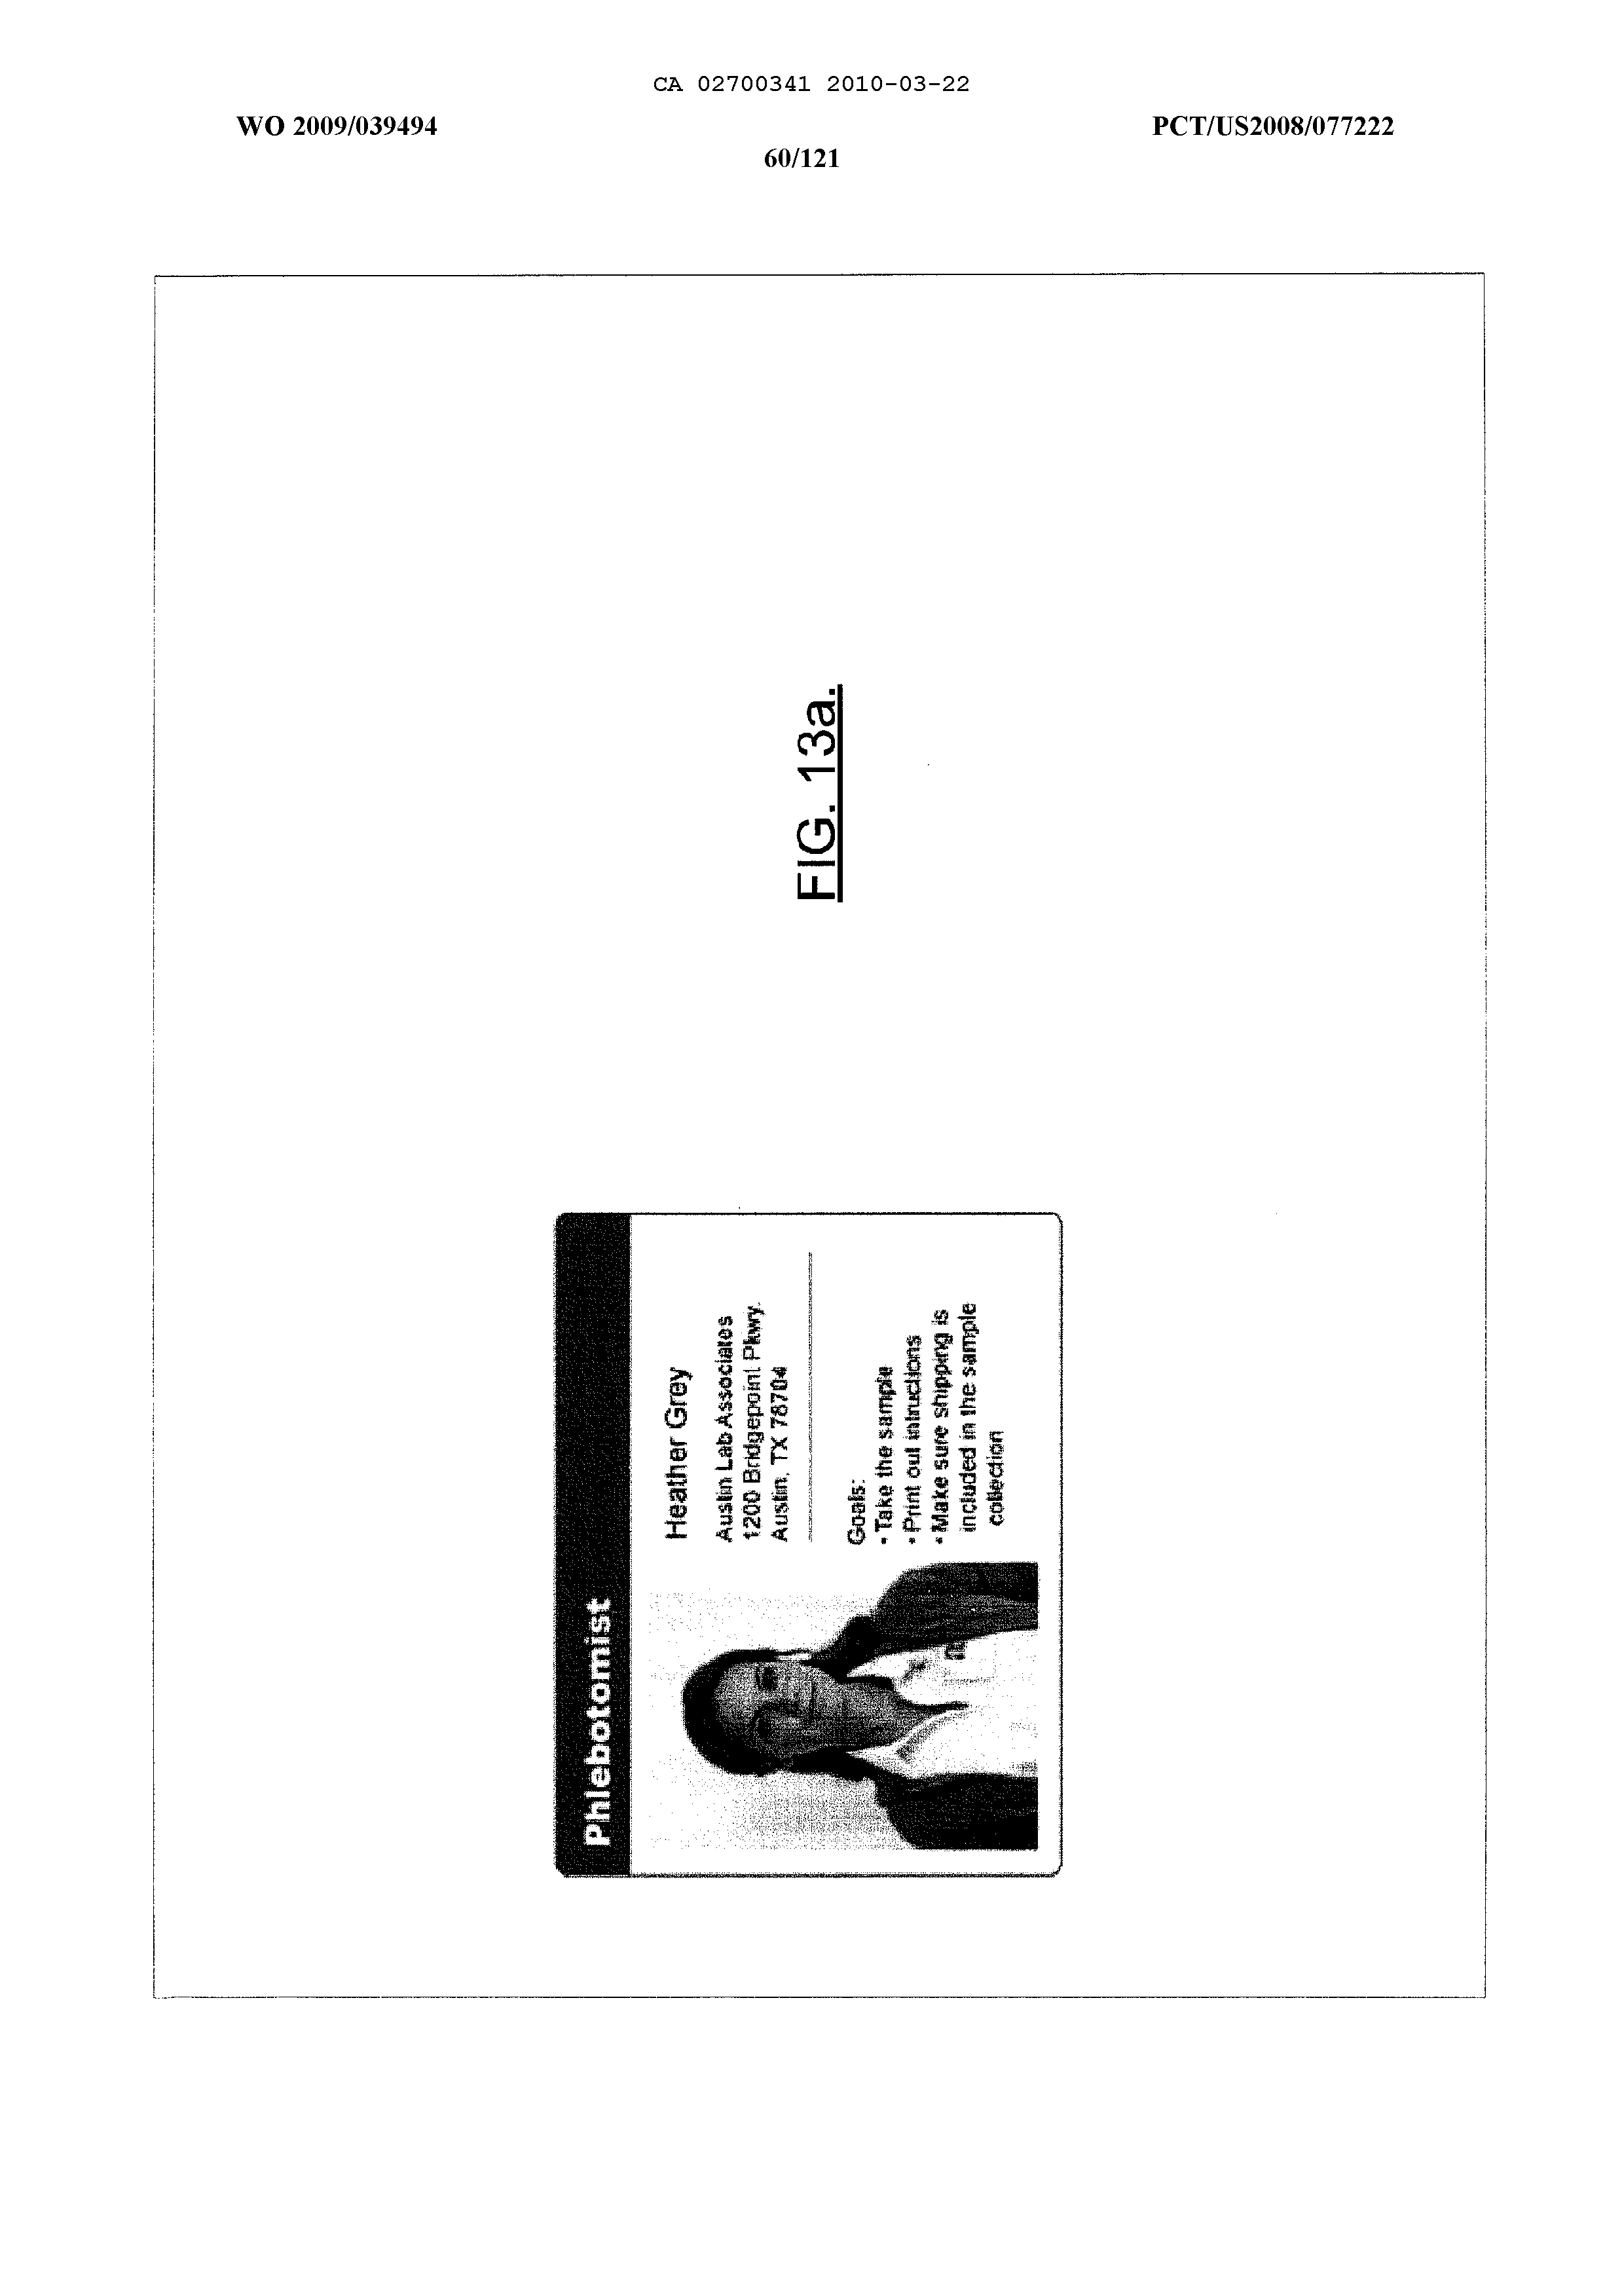 CA 02700341 2010-03-22
WO 2009/039494
PCT/US2008/077222
60/121
FIG. 13a.
Phlebotomist
Heather Grey
Austin Lab Associates
1200 Bridgepoint Pkwy.
Austin, TX 78704
Goals:
• Take the sample
• Print out intructions
• Make sure shipping is
included in the sample
collection